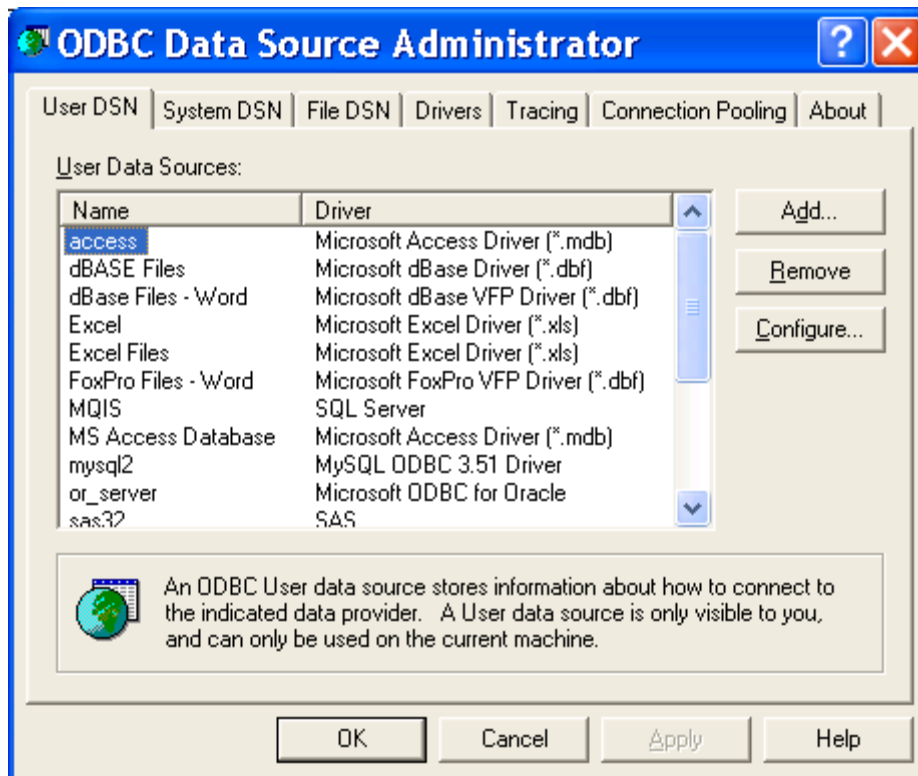 ODBC Data Source Administrator
User DSN System DSN File DSN Drivers Tracing Connection Pooling About
User Data Sources:
Name Driver
access Microsoft Access Driver (*.mdb)
dBASE Files Microsoft dBase Driver (*.dbf)
dBase Files - Word Microsoft dBase VFP Driver (*.dbf)
Excel Microsoft Excel Driver (*.xls)
Excel Files Microsoft Excel Driver (*.xls)
FoxPro Files - Word Microsoft FoxPro VFP Driver (*.dbf)
MQIS SQL Server
MS Access Database Microsoft Access Driver (*.mdb)
mysql2 MySQL ODBC 3.51 Driver
or_server Microsoft ODBC for Oracle
sas32 SAS
Add...
Remove
Configure...
An ODBC User data source stores information about how to connect to
the indicated data provider. A User data source is only visible to you,
and can only be used on the current machine.
OK Cancel Apply Help